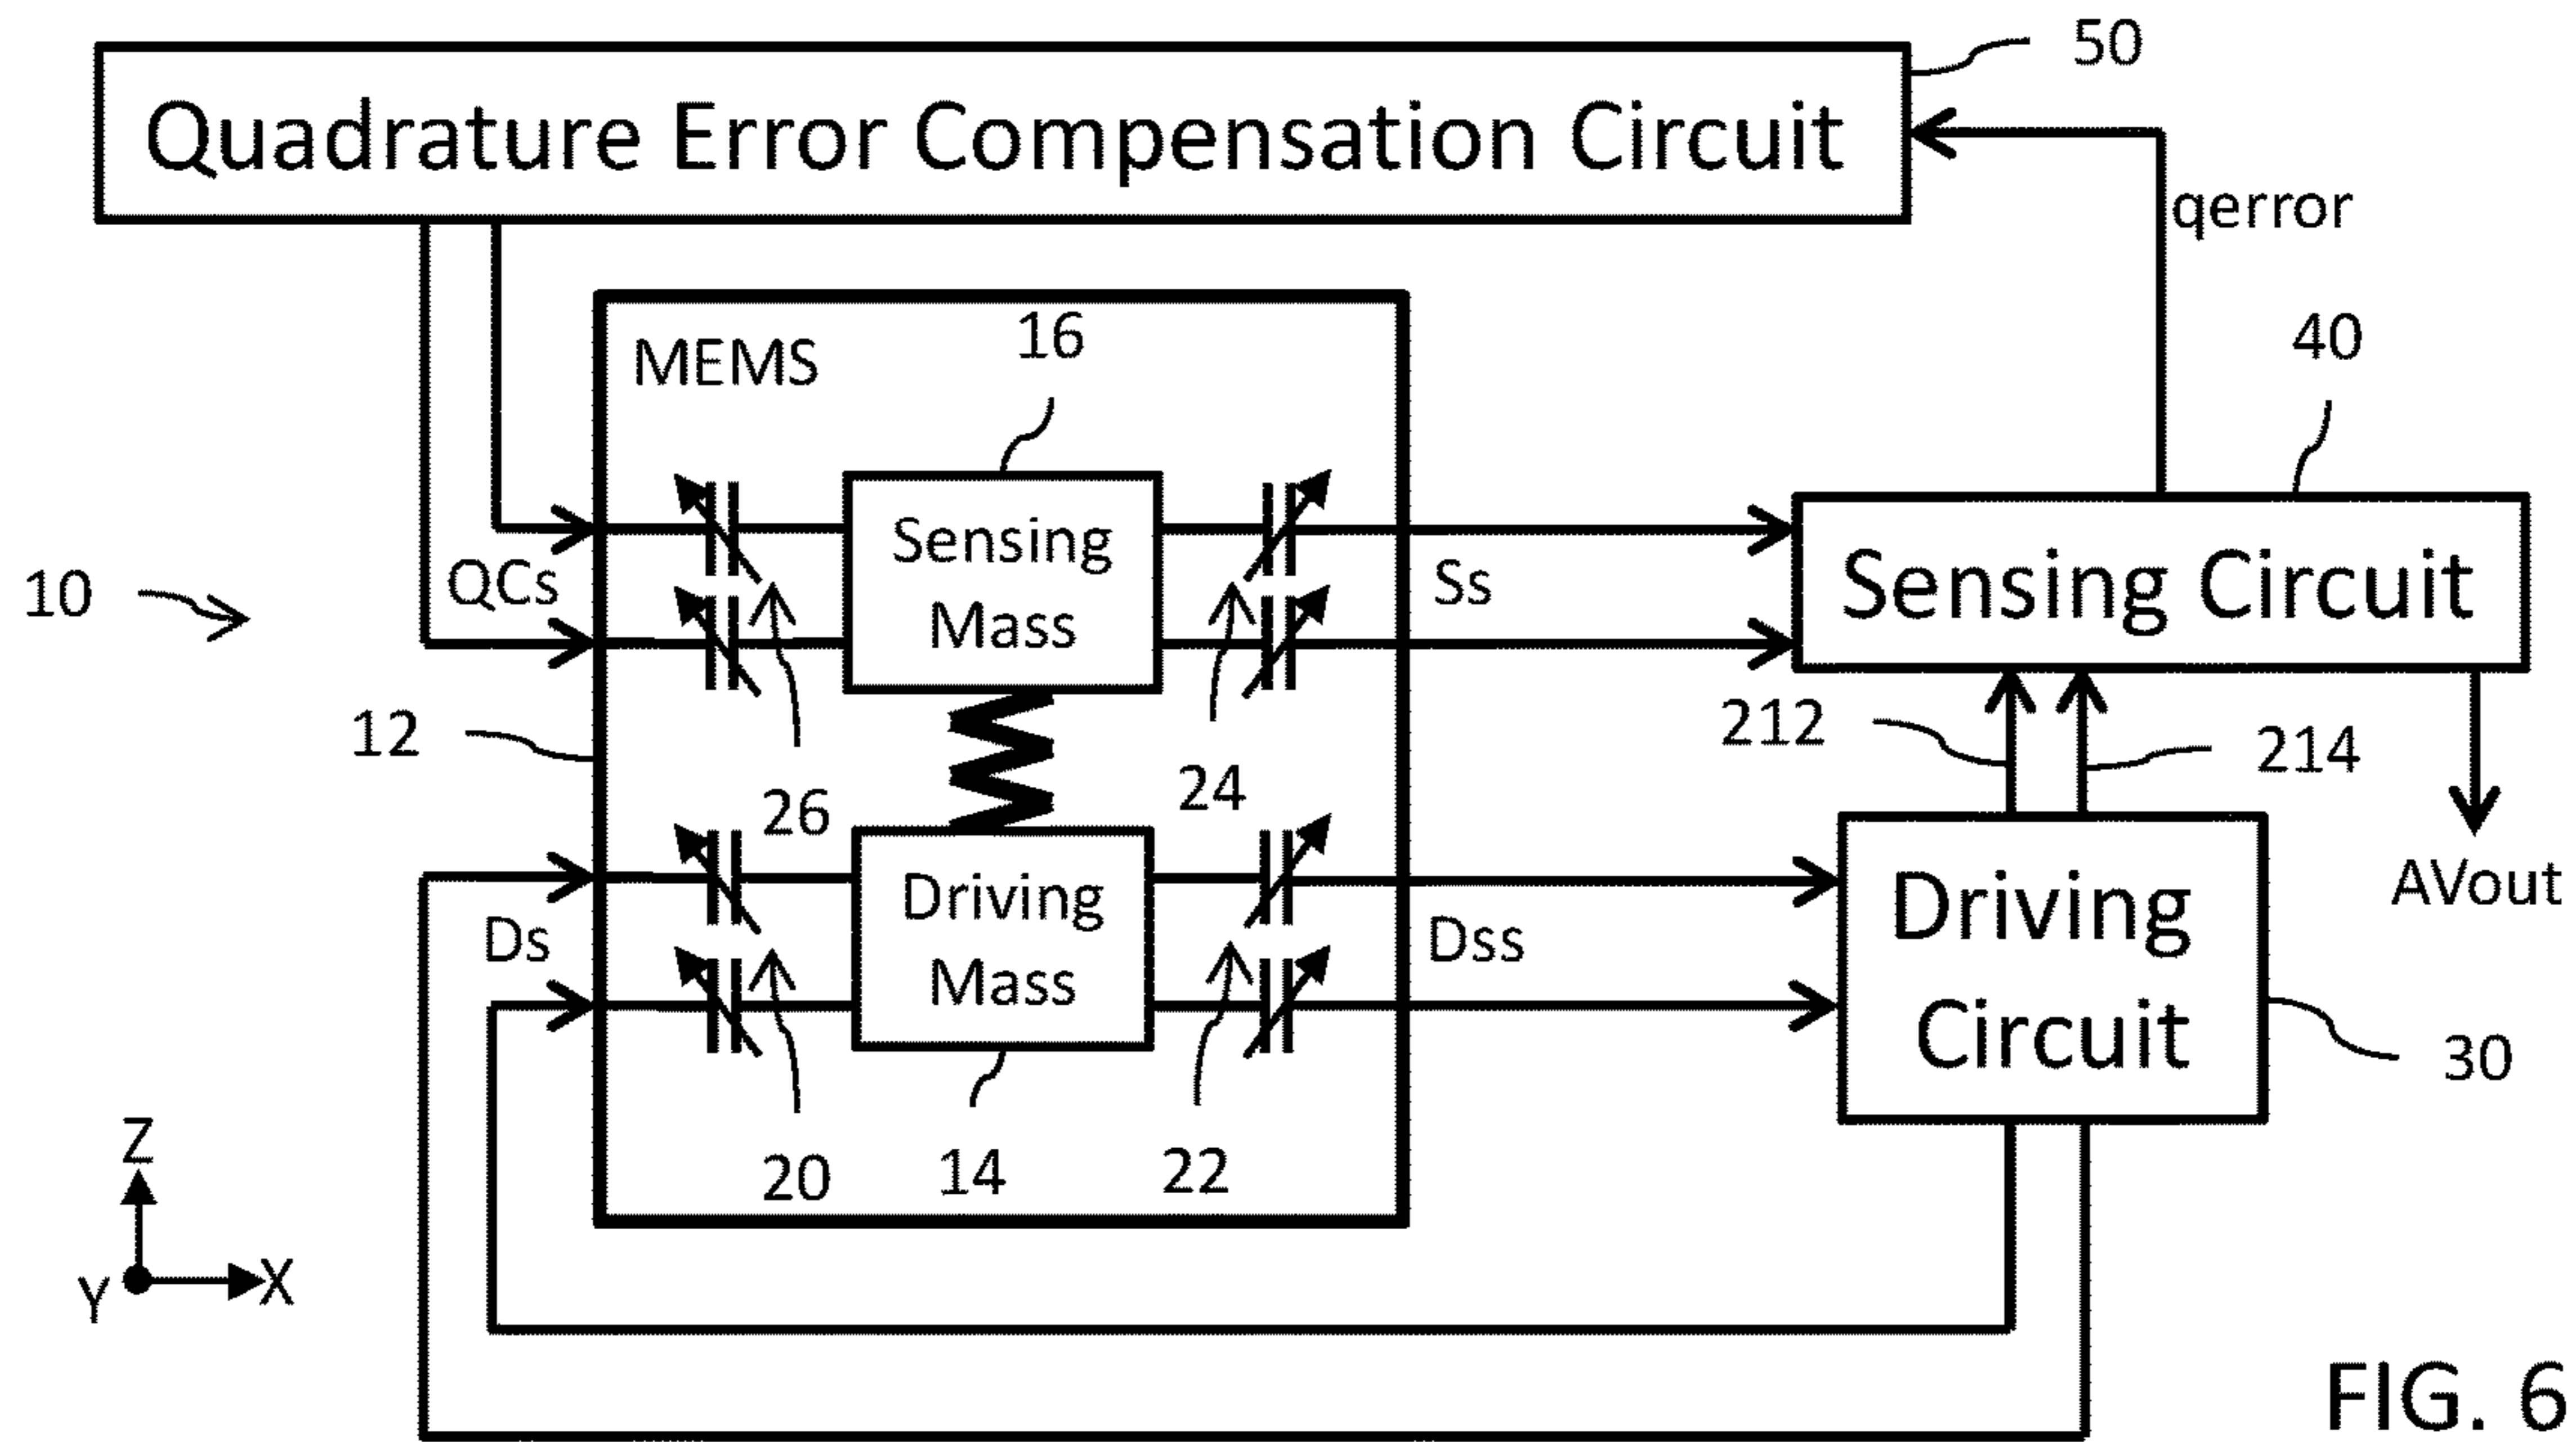 50
Quadrature Error Compensation Circuit
qerror
MEMS
16
40
Sensing
Mass
QCs
Ss
Sensing Circuit
10
12
212
214
26
24
AVout
Driving
Mass
Ds
Dss
Driving
Circuit
30
20
14
22
Z
Y
X
FIG. 6